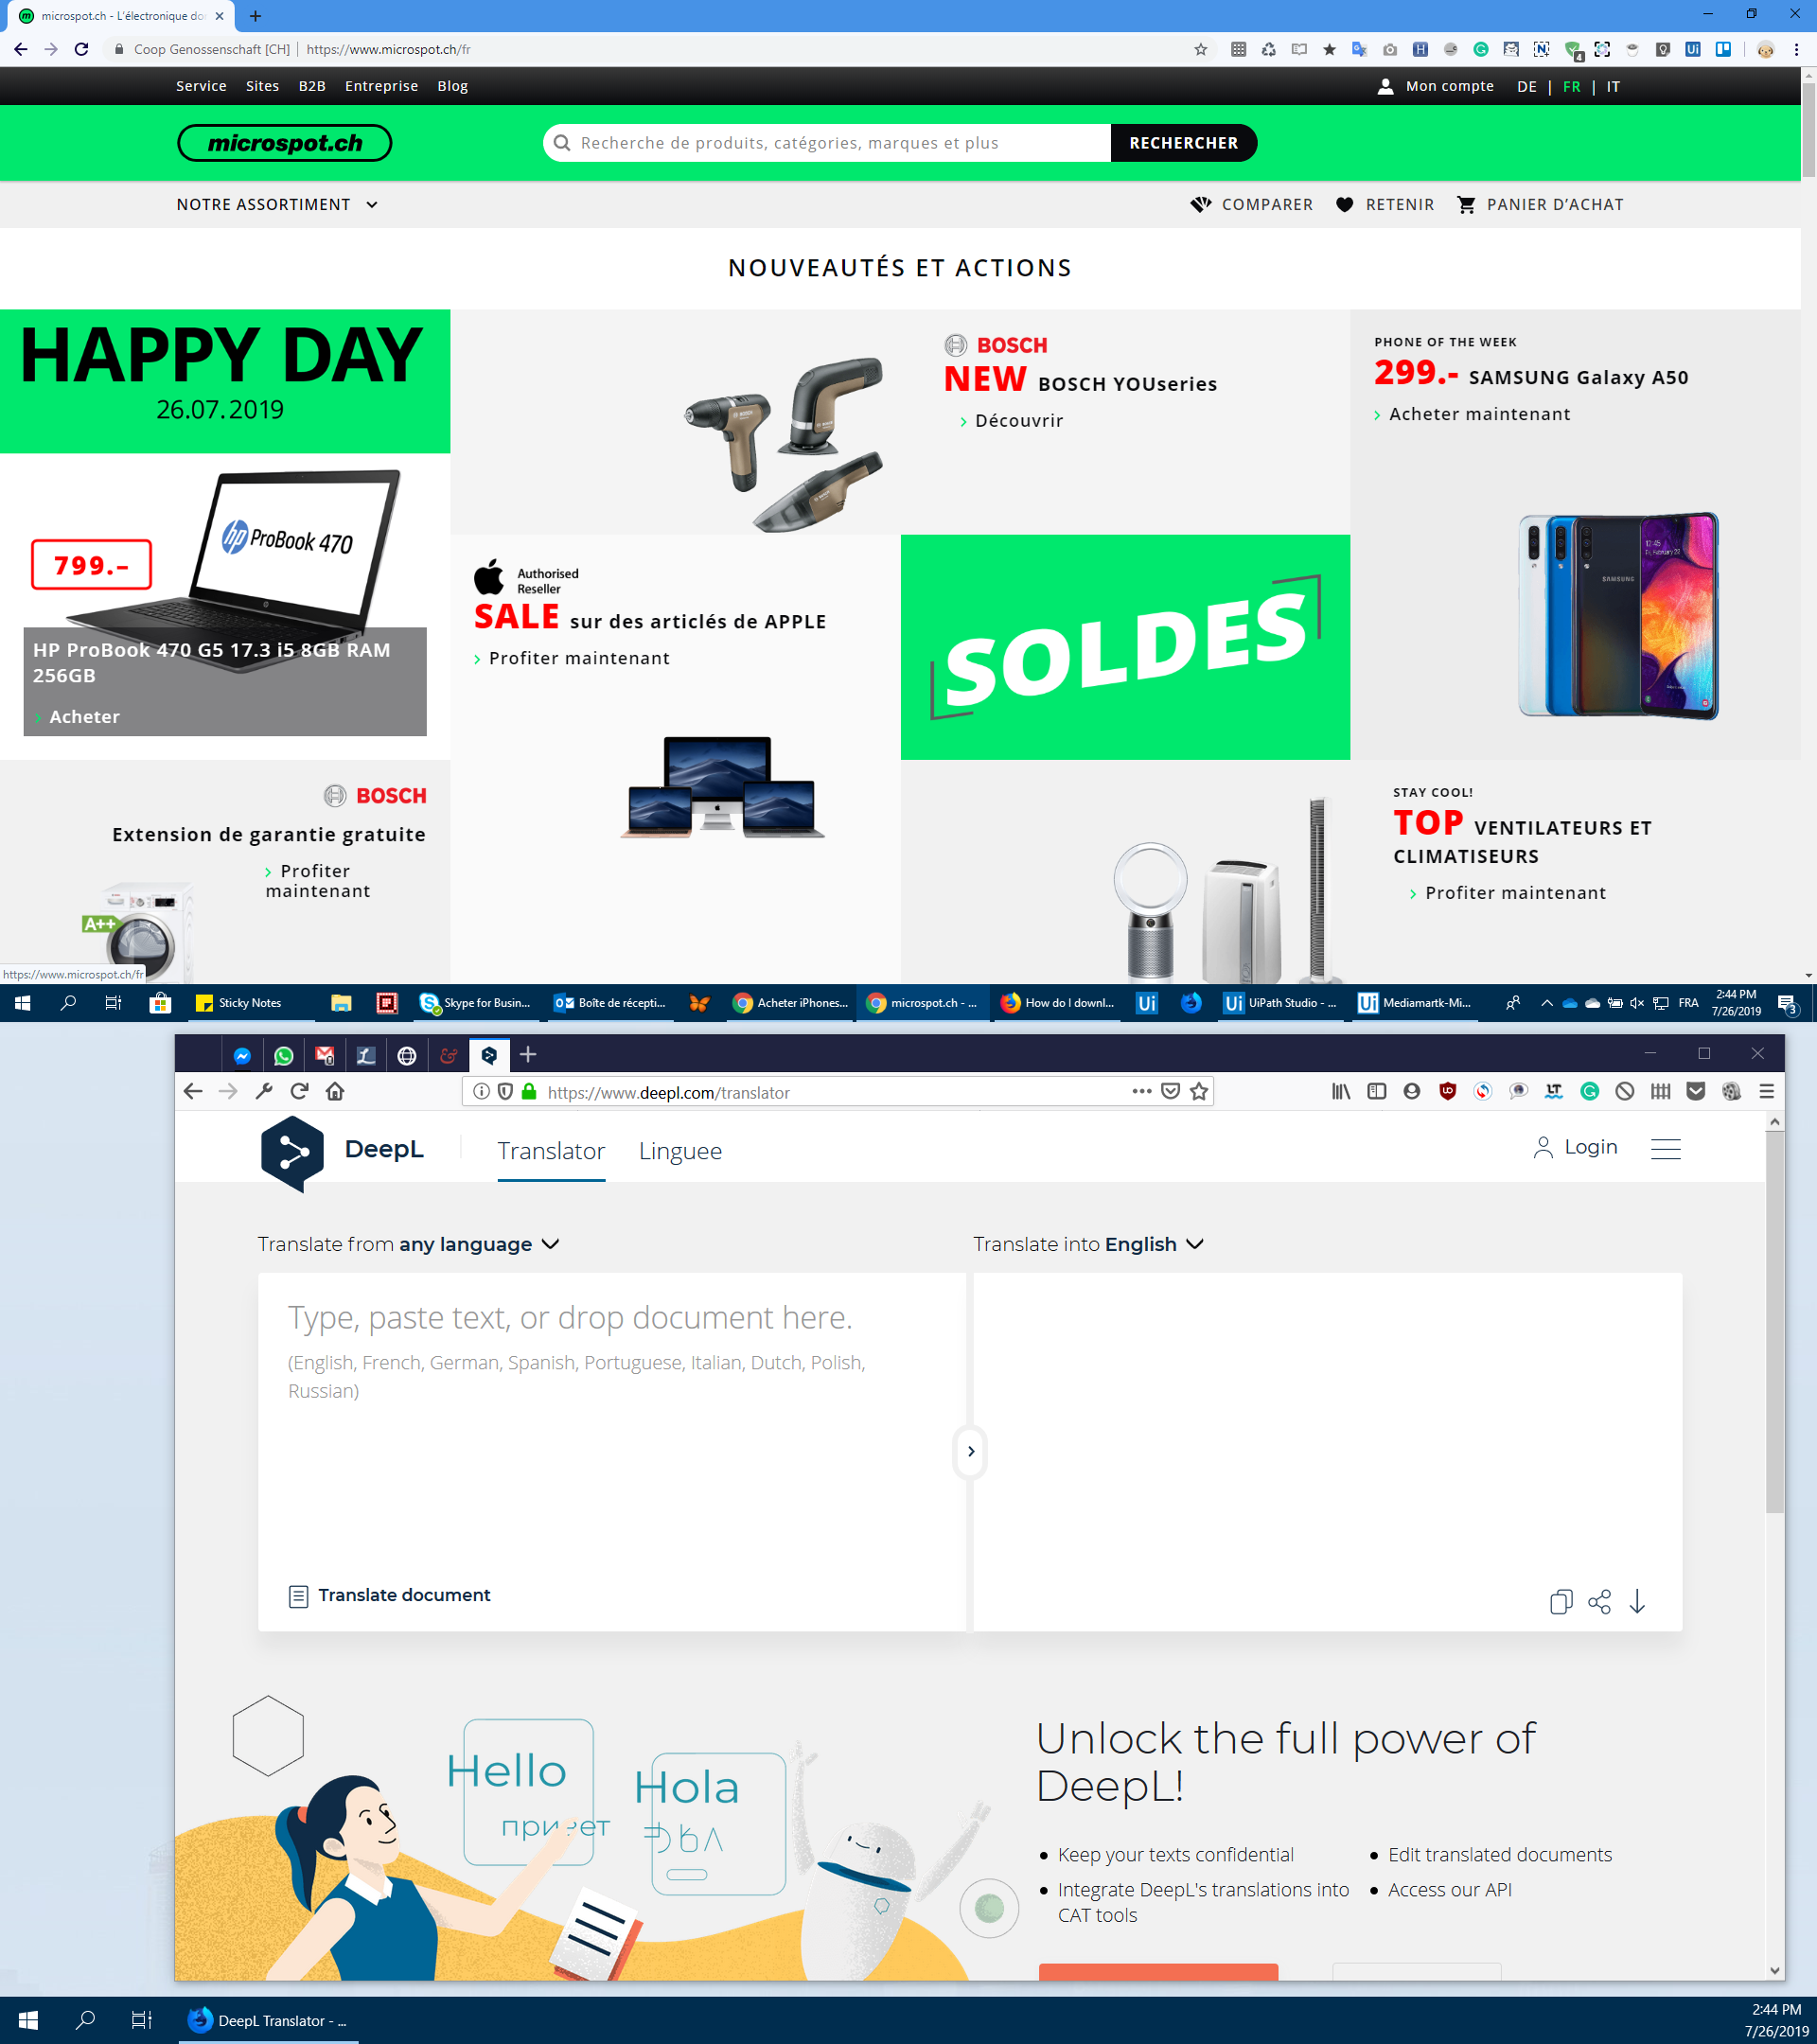 microspot.ch - L'électronique do
Coop Genossenschaft [CH] | https://www.microspot.ch/fr
Service Sites B2B Entreprise Blog
Mon compte DE | FR | IT
microspot.ch
Recherche de produits, catégories, marques et plus
RECHERCHER
NOTRE ASSORTIMENT
COMPARER RETENIR PANIER D'ACHAT
NOUVEAUTÉS ET ACTIONS
HAPPY DAY
26.07.2019
hp ProBook 470
799.–
HP ProBook 470 G5 17.3 i5 8GB RAM
256GB
Acheter
BOSCH
NEW BOSCH YOUseries
Découvrir
PHONE OF THE WEEK
299.- SAMSUNG Galaxy A50
Acheter maintenant
SAMSUNG
Authorised
Reseller
SALE sur des articlés de APPLE
Profiter maintenant
SOLDES
BOSCH
Extension de garantie gratuite
Profiter
maintenant
A++
STAY COOL!
TOP VENTILATEURS ET
CLIMATISEURS
Profiter maintenant
https://www.microspot.ch/fr
Sticky Notes
Skype for Busin...
Boîte de récepti...
Acheter iPhones...
microspot.ch - ...
How do I downl...
Ui
UiPath Studio - ...
Mediamartk-Mi...
FRA
2:44 PM
7/26/2019
3
https://www.deepl.com/translator
DeepL
Translator Linguee
Login
Translate from any language
Translate into English
Type, paste text, or drop document here.
(English, French, German, Spanish, Portuguese, Italian, Dutch, Polish,
Russian)
Translate document
Hello
привет
Hola
Unlock the full power of
DeepL!
Keep your texts confidential
Integrate DeepL's translations into
CAT tools
Edit translated documents
Access our API
DeepL Translator - ...
2:44 PM
7/26/2019